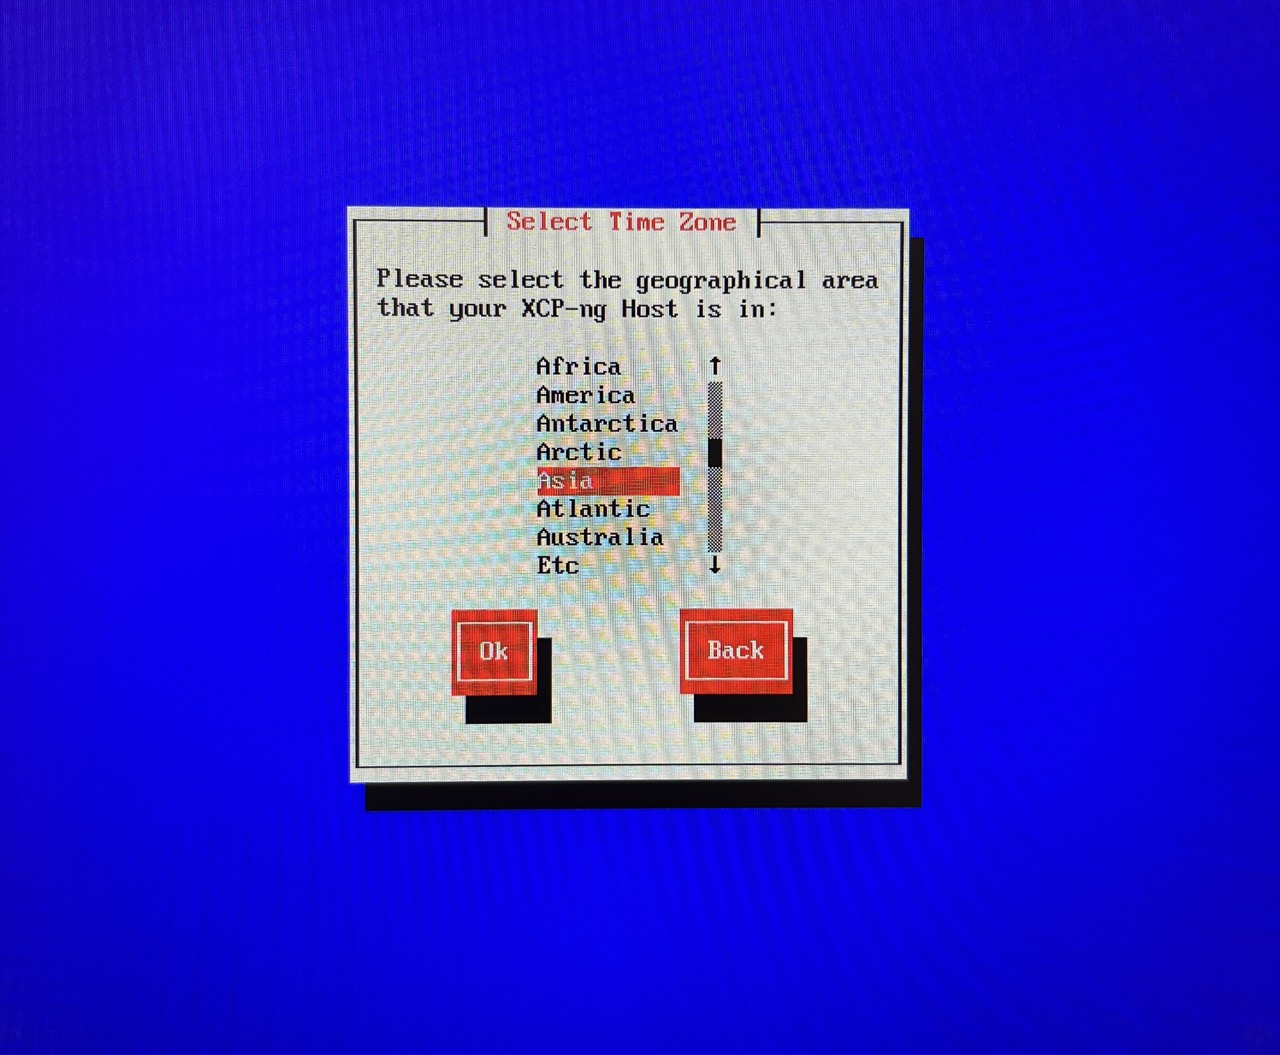 Select Time Zone
Please select the geographical area
that your XCP-ng Host is in:
Africa
America
Antarctica
Arctic
Asia
Atlantic
Australia
Etc
Ok
Back